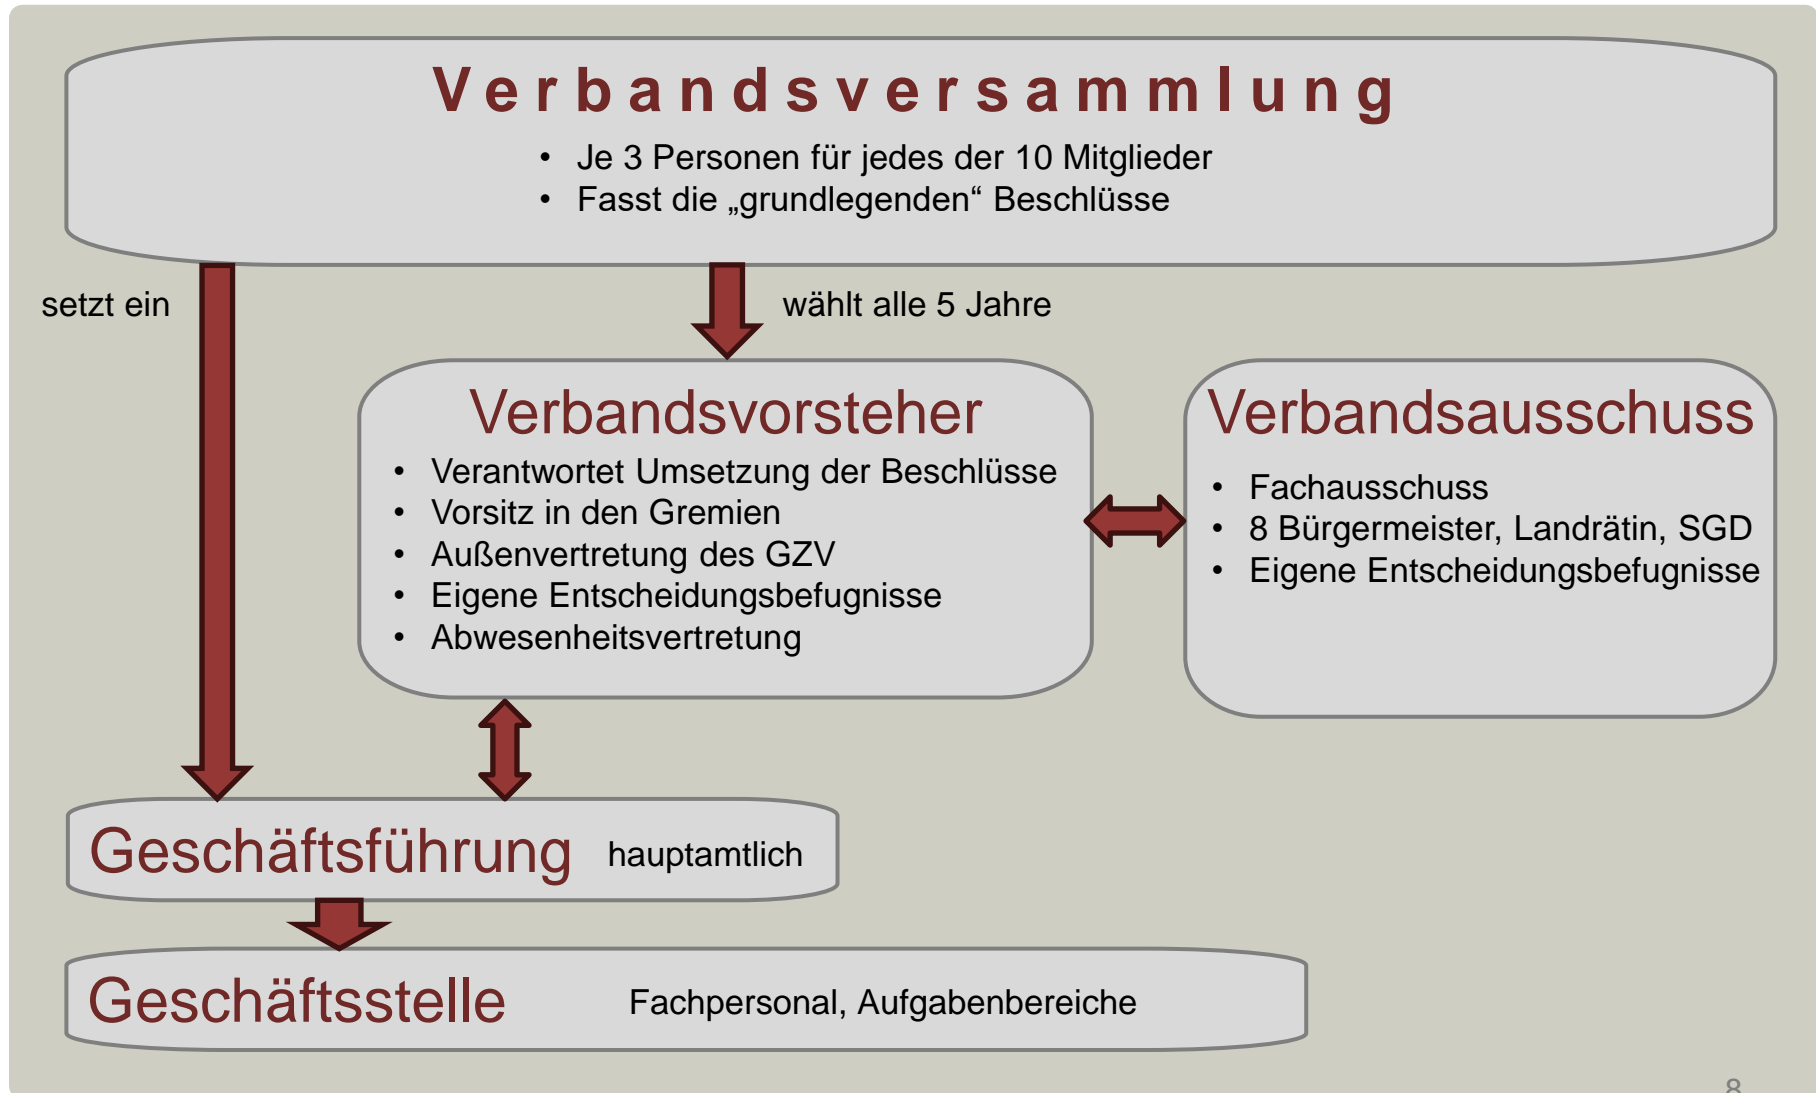 Verbandsversammlung
• Je 3 Personen für jedes der 10 Mitglieder
• Fasst die „grundlegenden“ Beschlüsse
setzt ein
wählt alle 5 Jahre
Verbandsvorsteher
• Verantwortet Umsetzung der Beschlüsse
• Vorsitz in den Gremien
• Außenvertretung des GZV
• Eigene Entscheidungsbefugnisse
• Abwesenheitsvertretung
Verbandsausschuss
• Fachausschuss
• 8 Bürgermeister, Landrätin, SGD
• Eigene Entscheidungsbefugnisse
Geschäftsführung hauptamtlich
Geschäftsstelle Fachpersonal, Aufgabenbereiche
8